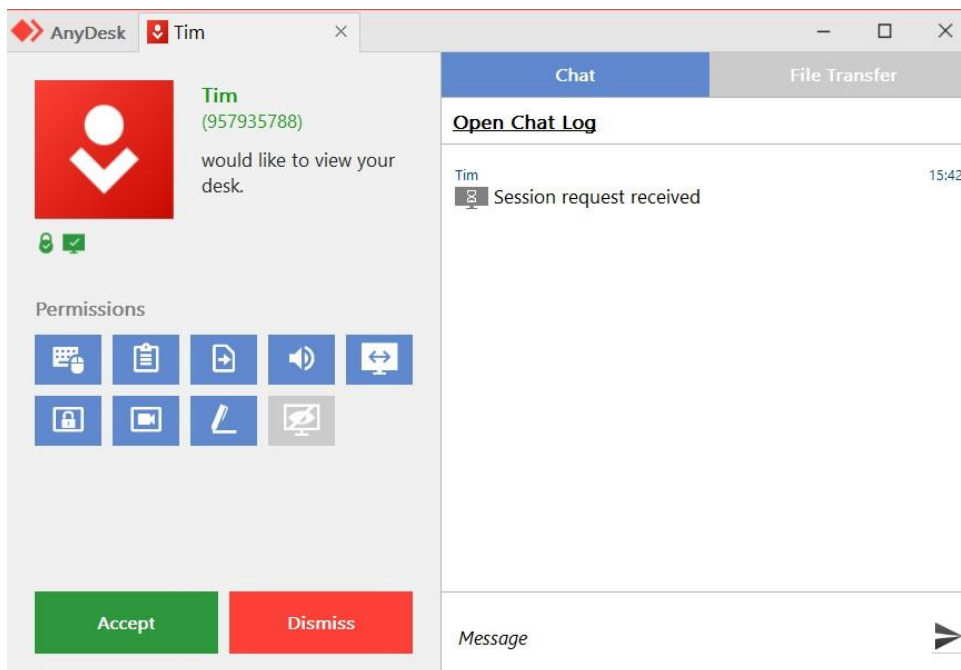 AnyDesk
Tim
Chat
File Transfer
Tim
(957935788)
would like to view your
desk.
Open Chat Log
Tim
15:42
Session request received
Permissions
Accept
Dismiss
Message